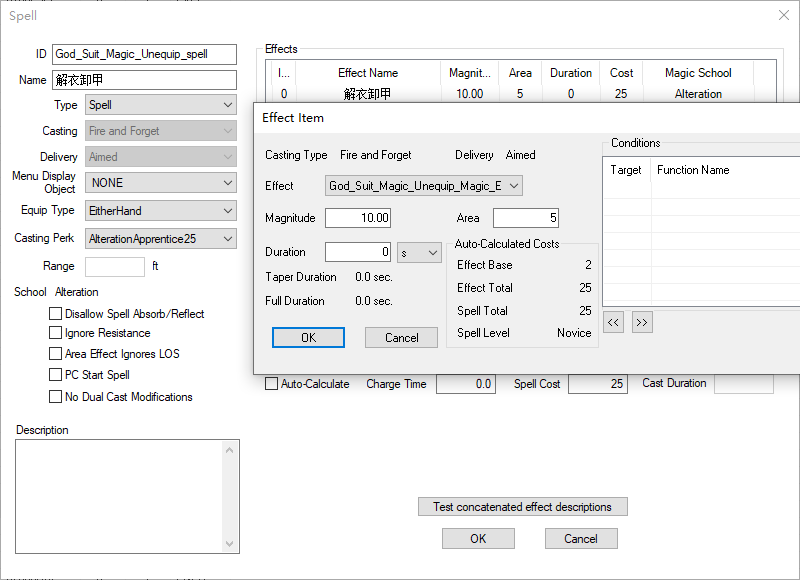 Spell
ID God_Suit_Magic_Unequip_spell
Name 解衣卸甲
Type Spell
Casting Fire and Forget
Delivery Aimed
Menu Display Object NONE
Equip Type EitherHand
Casting Perk AlterationApprentice25
Range ft
School Alteration
Disallow Spell Absorb/Reflect
Ignore Resistance
Area Effect Ignores LOS
PC Start Spell
No Dual Cast Modifications
Description
Effects
I... Effect Name Magnit... Area Duration Cost Magic School
0 解衣卸甲 10.00 5 0 25 Alteration
Effect Item
Casting Type Fire and Forget Delivery Aimed
Effect God_Suit_Magic_Unequip_Magic_E
Magnitude 10.00 Area 5
Duration 0 s
Taper Duration 0.0 sec.
Full Duration 0.0 sec.
Auto-Calculated Costs
Effect Base 2
Effect Total 25
Spell Total 25
Spell Level Novice
OK Cancel
Conditions
Target Function Name
<< >>
Auto-Calculate Charge Time 0.0 Spell Cost 25 Cast Duration
Test concatenated effect descriptions
OK Cancel